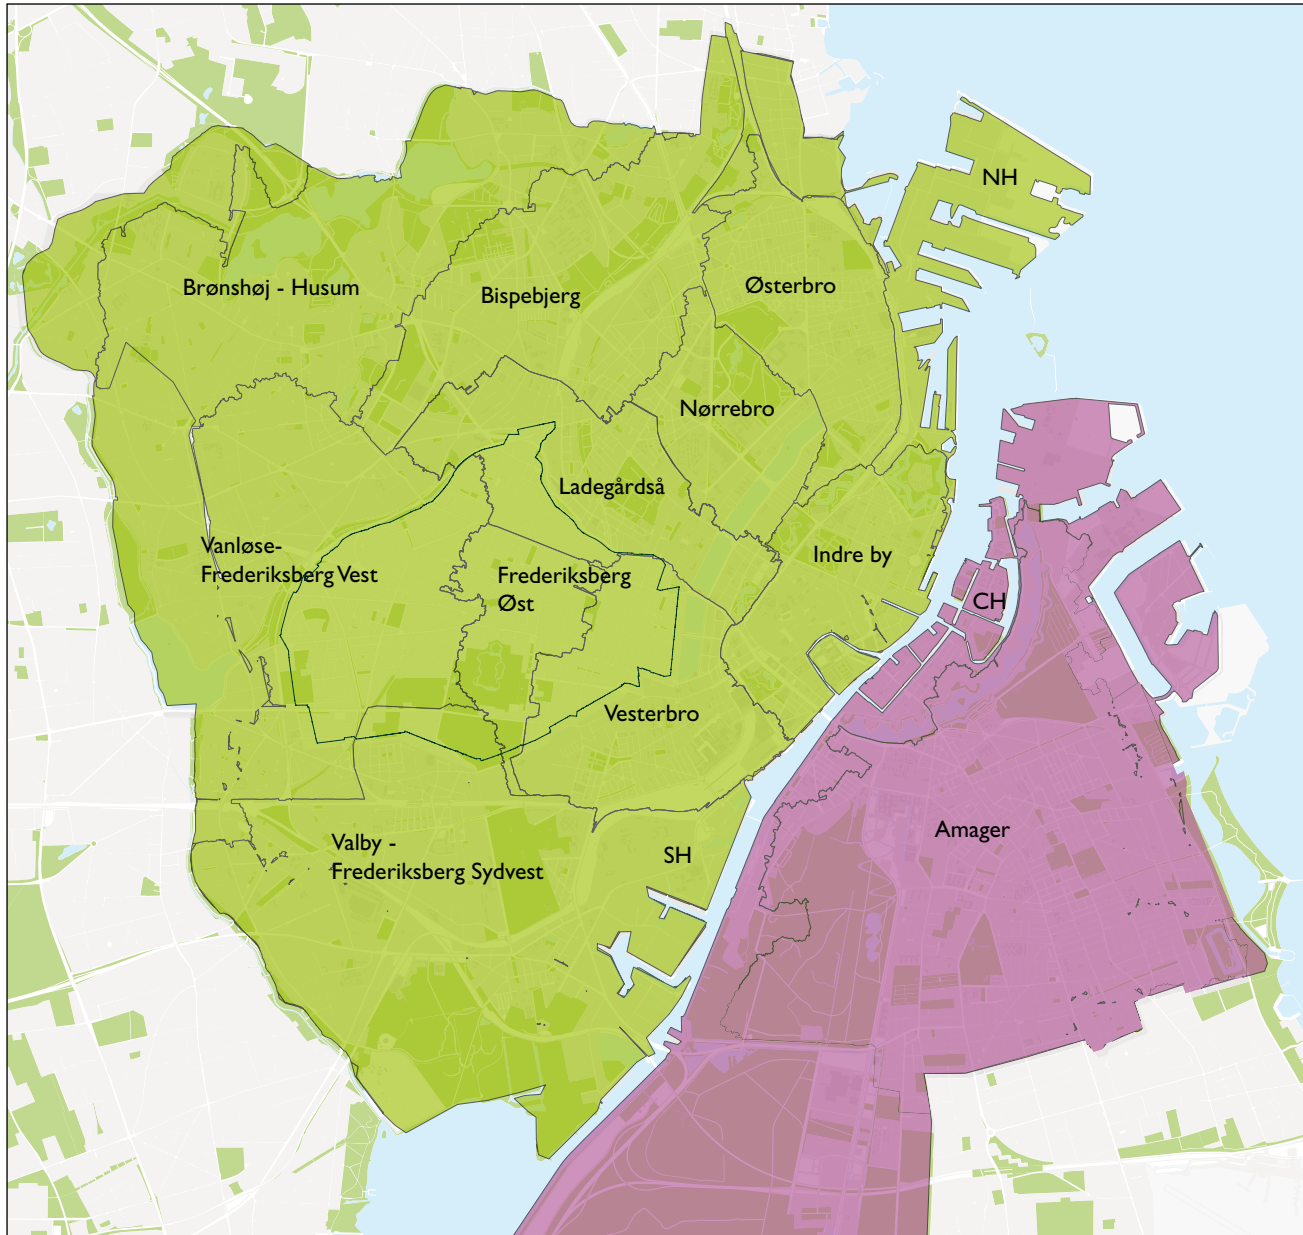 NH
Brønshøj - Husum
Bispebjerg
Østerbro
Nørrebro
Ladegårdså
Vanløse-
Frederiksberg Vest
Frederiksberg
Øst
Indre by
CH
Vesterbro
Valby -
Frederiksberg Sydvest
SH
Amager